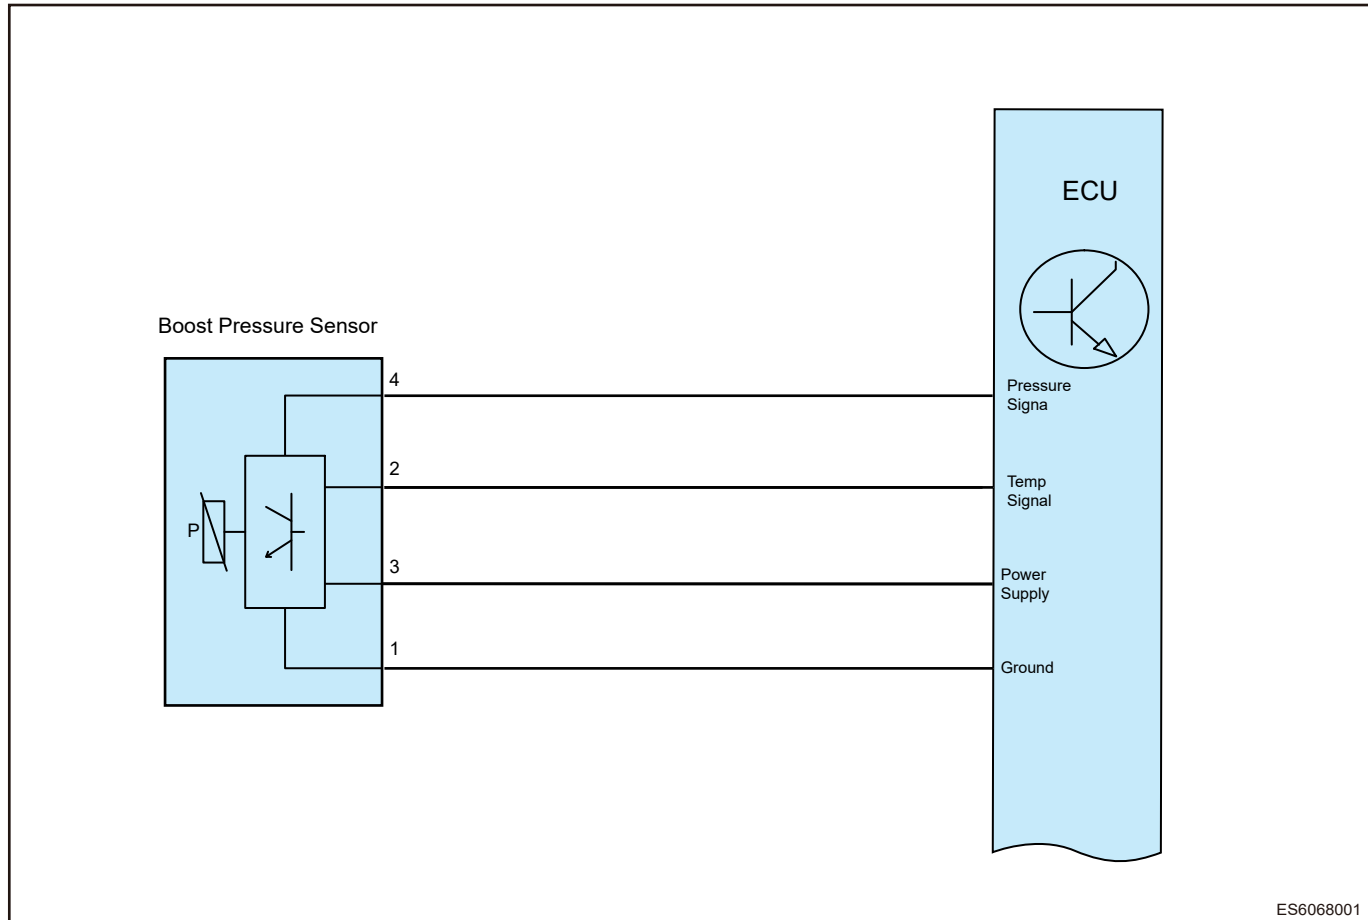 ECU
Boost Pressure Sensor
4
Pressure
Signa
2
Temp
Signal
P
3
Power
Supply
1
Ground
ES6068001